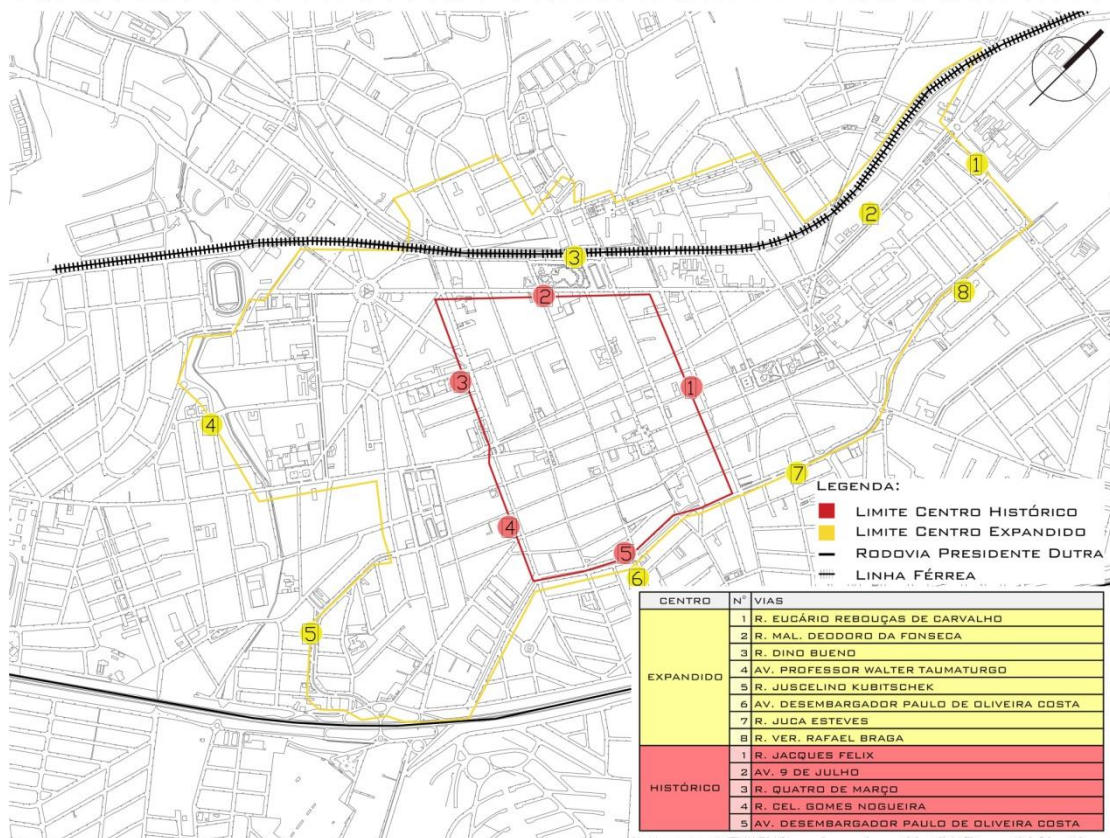 1
2
3
8
2
3
1
4
7
4
5
6
5
LEGENDA:
LIMITE CENTRO HISTÓRICO
LIMITE CENTRO EXPANDIDO
RODOVIA PRESIDENTE DUTRA
LINHA FÉRREA
CENTRO Nº VIAS
EXPANDIDO
1 R. EUCÁRIO REBOUÇAS DE CARVALHO
2 R. MAL. DEODORO DA FONSECA
3 R. DINO BUENO
4 AV. PROFESSOR WALTER TAUMATURGO
5 R. JUSCELINO KUBITSCHEK
6 AV. DESEMBARGADOR PAULO DE OLIVEIRA COSTA
7 R. JUCA ESTEVES
8 R. VER. RAFAEL BRAGA
HISTÓRICO
1 R. JACQUES FELIX
2 AV. 9 DE JULHO
3 R. QUATRO DE MARÇO
4 R. CEL. GOMES NOGUEIRA
5 AV. DESEMBARGADOR PAULO DE OLIVEIRA COSTA